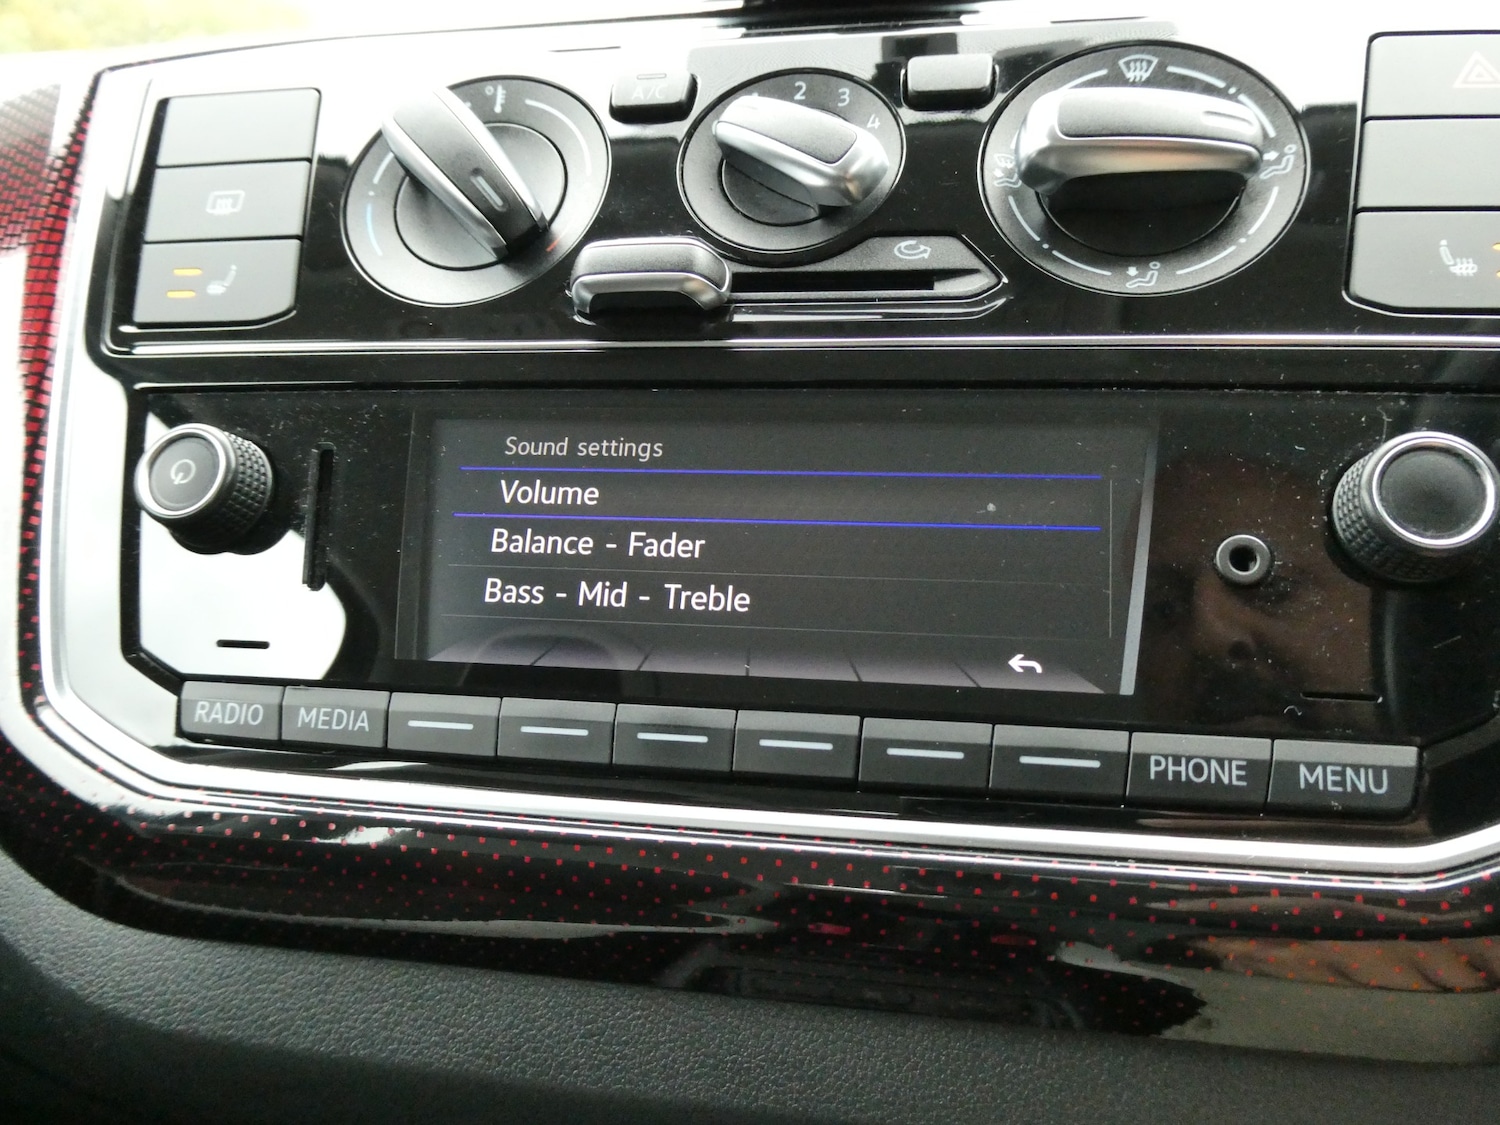 A/C
2
3
4
Sound settings
Volume
Balance - Fader
Bass - Mid - Treble
RADIO
MEDIA
PHONE
MENU